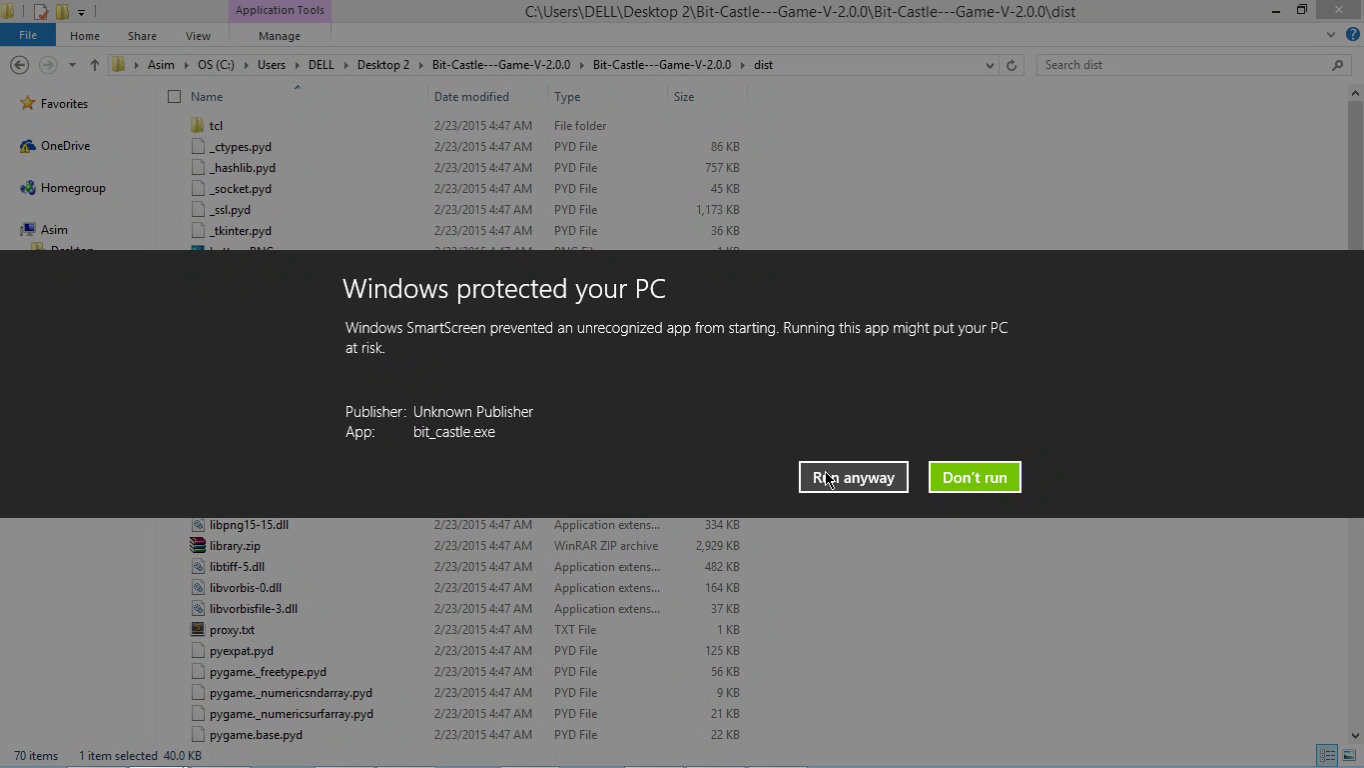 Application Tools
C:\Users\DELL\Desktop 2\Bit-Castle---Game-V-2.0.0\Bit-Castle---Game-V-2.0.0\dist
File Home Share View Manage
Asim OS (C:) Users DELL Desktop 2 Bit-Castle---Game-V-2.0.0 Bit-Castle---Game-V-2.0.0 dist Search dist
Name Date modified Type Size
Favorites
OneDrive
Homegroup
Asim
Desktop
tcl 2/23/2015 4:47 AM File folder
_ctypes.pyd 2/23/2015 4:47 AM PYD File 86 KB
_hashlib.pyd 2/23/2015 4:47 AM PYD File 757 KB
_socket.pyd 2/23/2015 4:47 AM PYD File 45 KB
_ssl.pyd 2/23/2015 4:47 AM PYD File 1,173 KB
_tkinter.pyd 2/23/2015 4:47 AM PYD File 36 KB
Windows protected your PC
Windows SmartScreen prevented an unrecognized app from starting. Running this app might put your PC
at risk.
Publisher: Unknown Publisher
App: bit_castle.exe
Run anyway Don't run
libpng15-15.dll 2/23/2015 4:47 AM Application extens... 334 KB
library.zip 2/23/2015 4:47 AM WinRAR ZIP archive 2,929 KB
libtiff-5.dll 2/23/2015 4:47 AM Application extens... 482 KB
libvorbis-0.dll 2/23/2015 4:47 AM Application extens... 164 KB
libvorbisfile-3.dll 2/23/2015 4:47 AM Application extens... 37 KB
proxy.txt 2/23/2015 4:47 AM TXT File 1 KB
pyexpat.pyd 2/23/2015 4:47 AM PYD File 125 KB
pygame._freetype.pyd 2/23/2015 4:47 AM PYD File 56 KB
pygame._numericsndarray.pyd 2/23/2015 4:47 AM PYD File 9 KB
pygame._numericsurfarray.pyd 2/23/2015 4:47 AM PYD File 21 KB
pygame.base.pyd 2/23/2015 4:47 AM PYD File 22 KB
70 items 1 item selected 40.0 KB